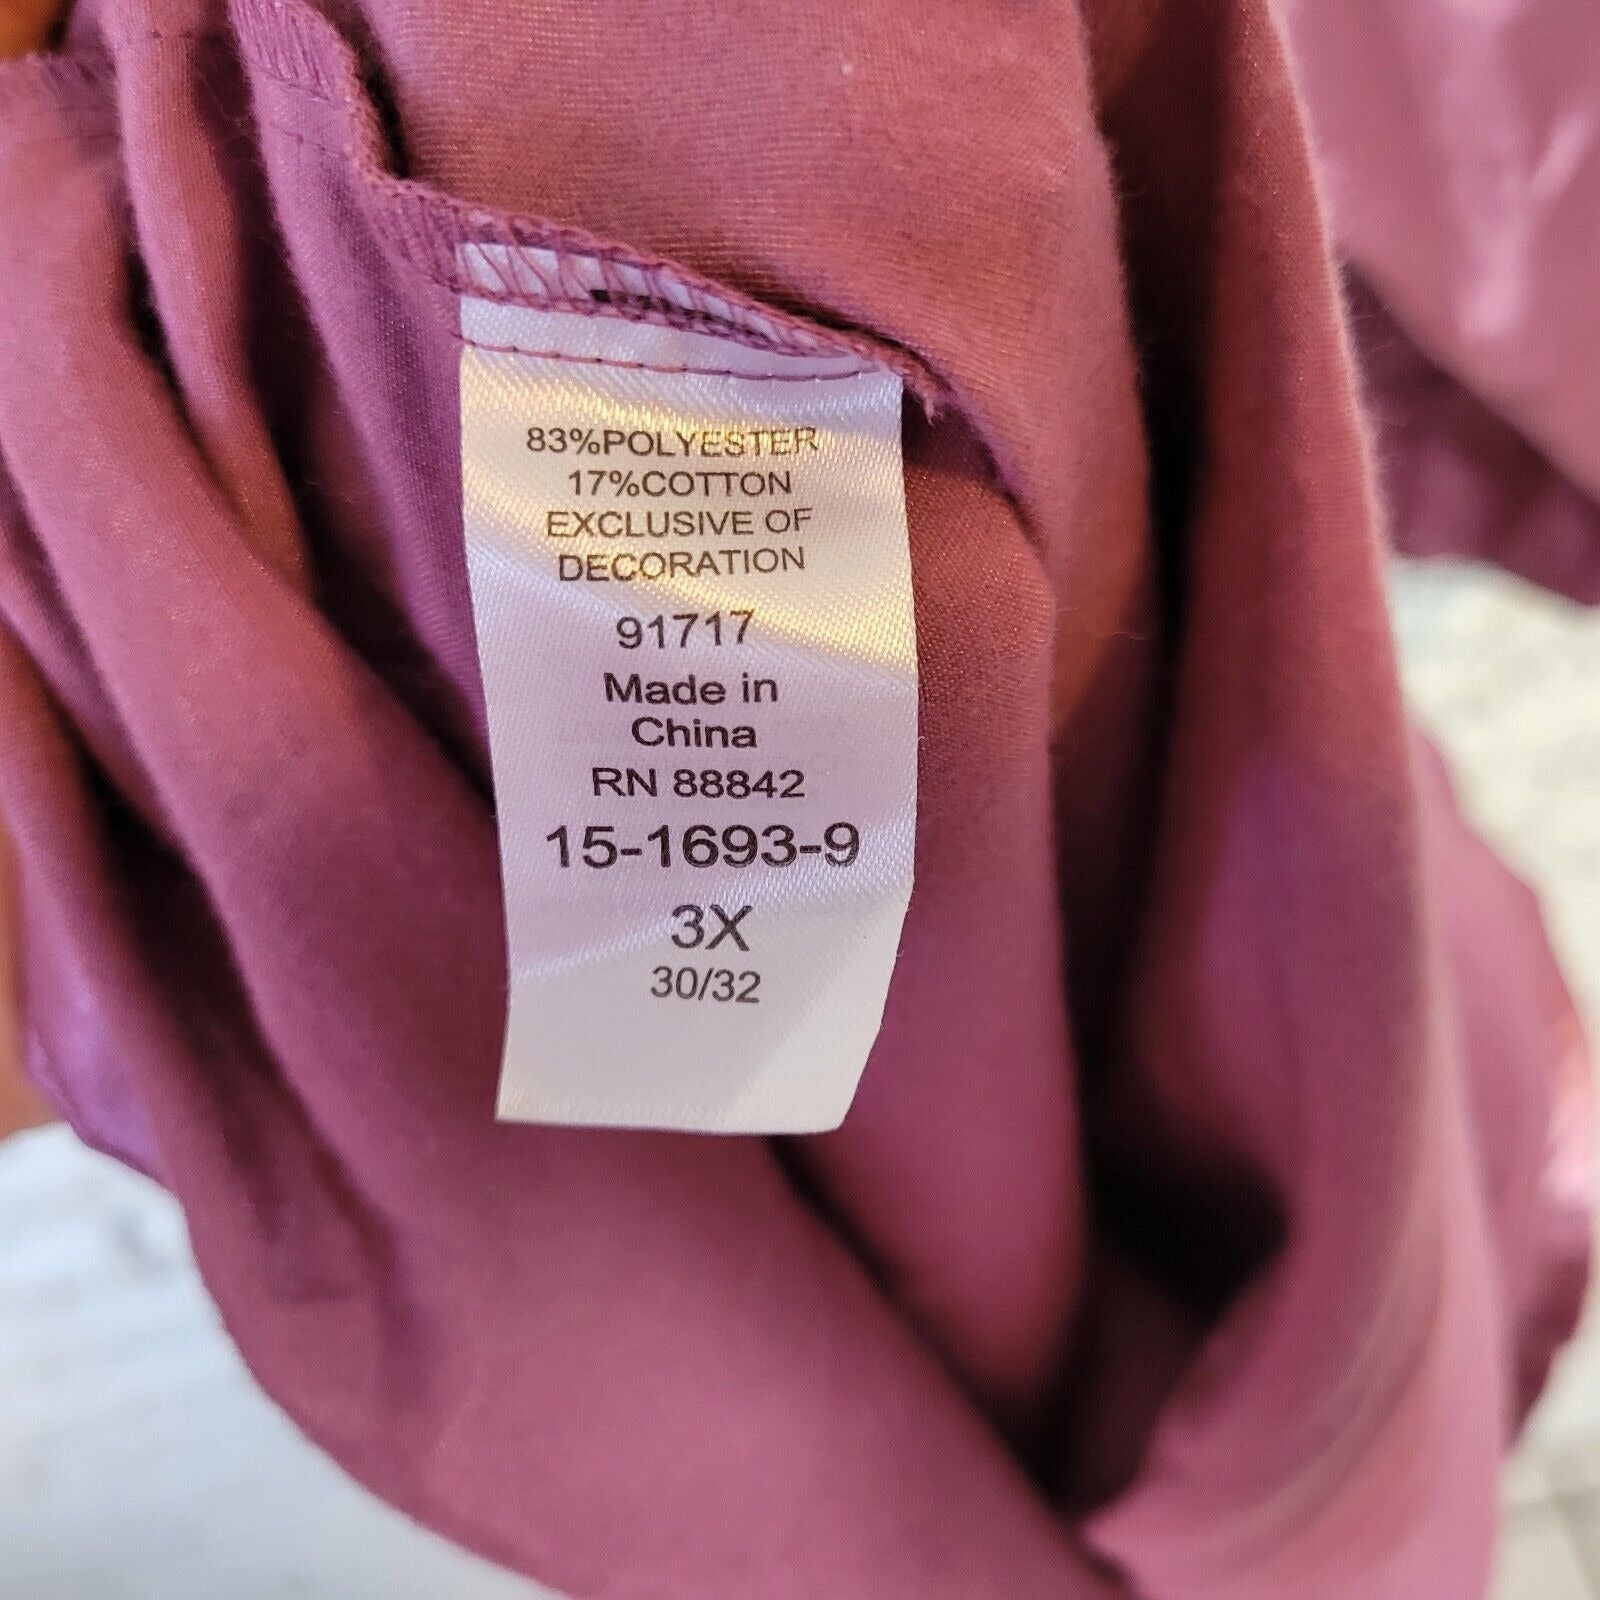 83%POLYESTER
17%COTTON
EXCLUSIVE OF
DECORATION
91717
Made in
China
RN 88842
15-1693-9
3X
30/32